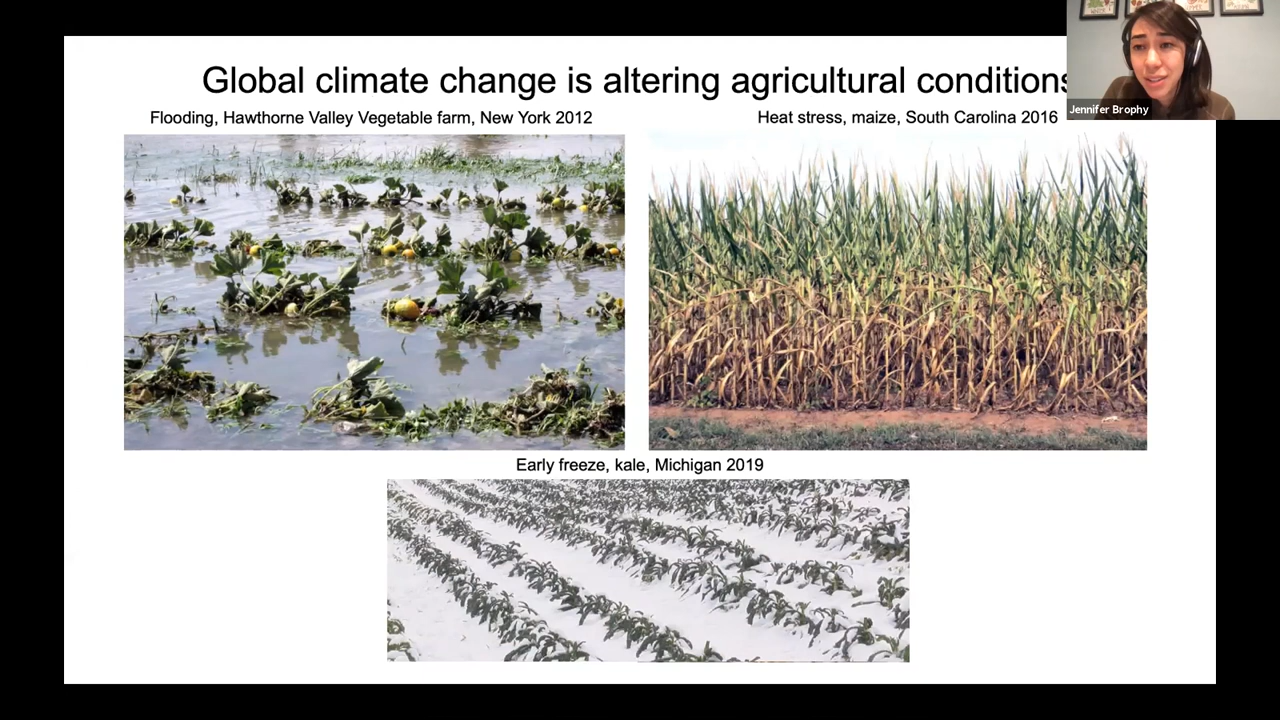 Global climate change is altering agricultural conditions
Jennifer Brophy
Flooding, Hawthorne Valley Vegetable farm, New York 2012
Heat stress, maize, South Carolina 2016
Early freeze, kale, Michigan 2019